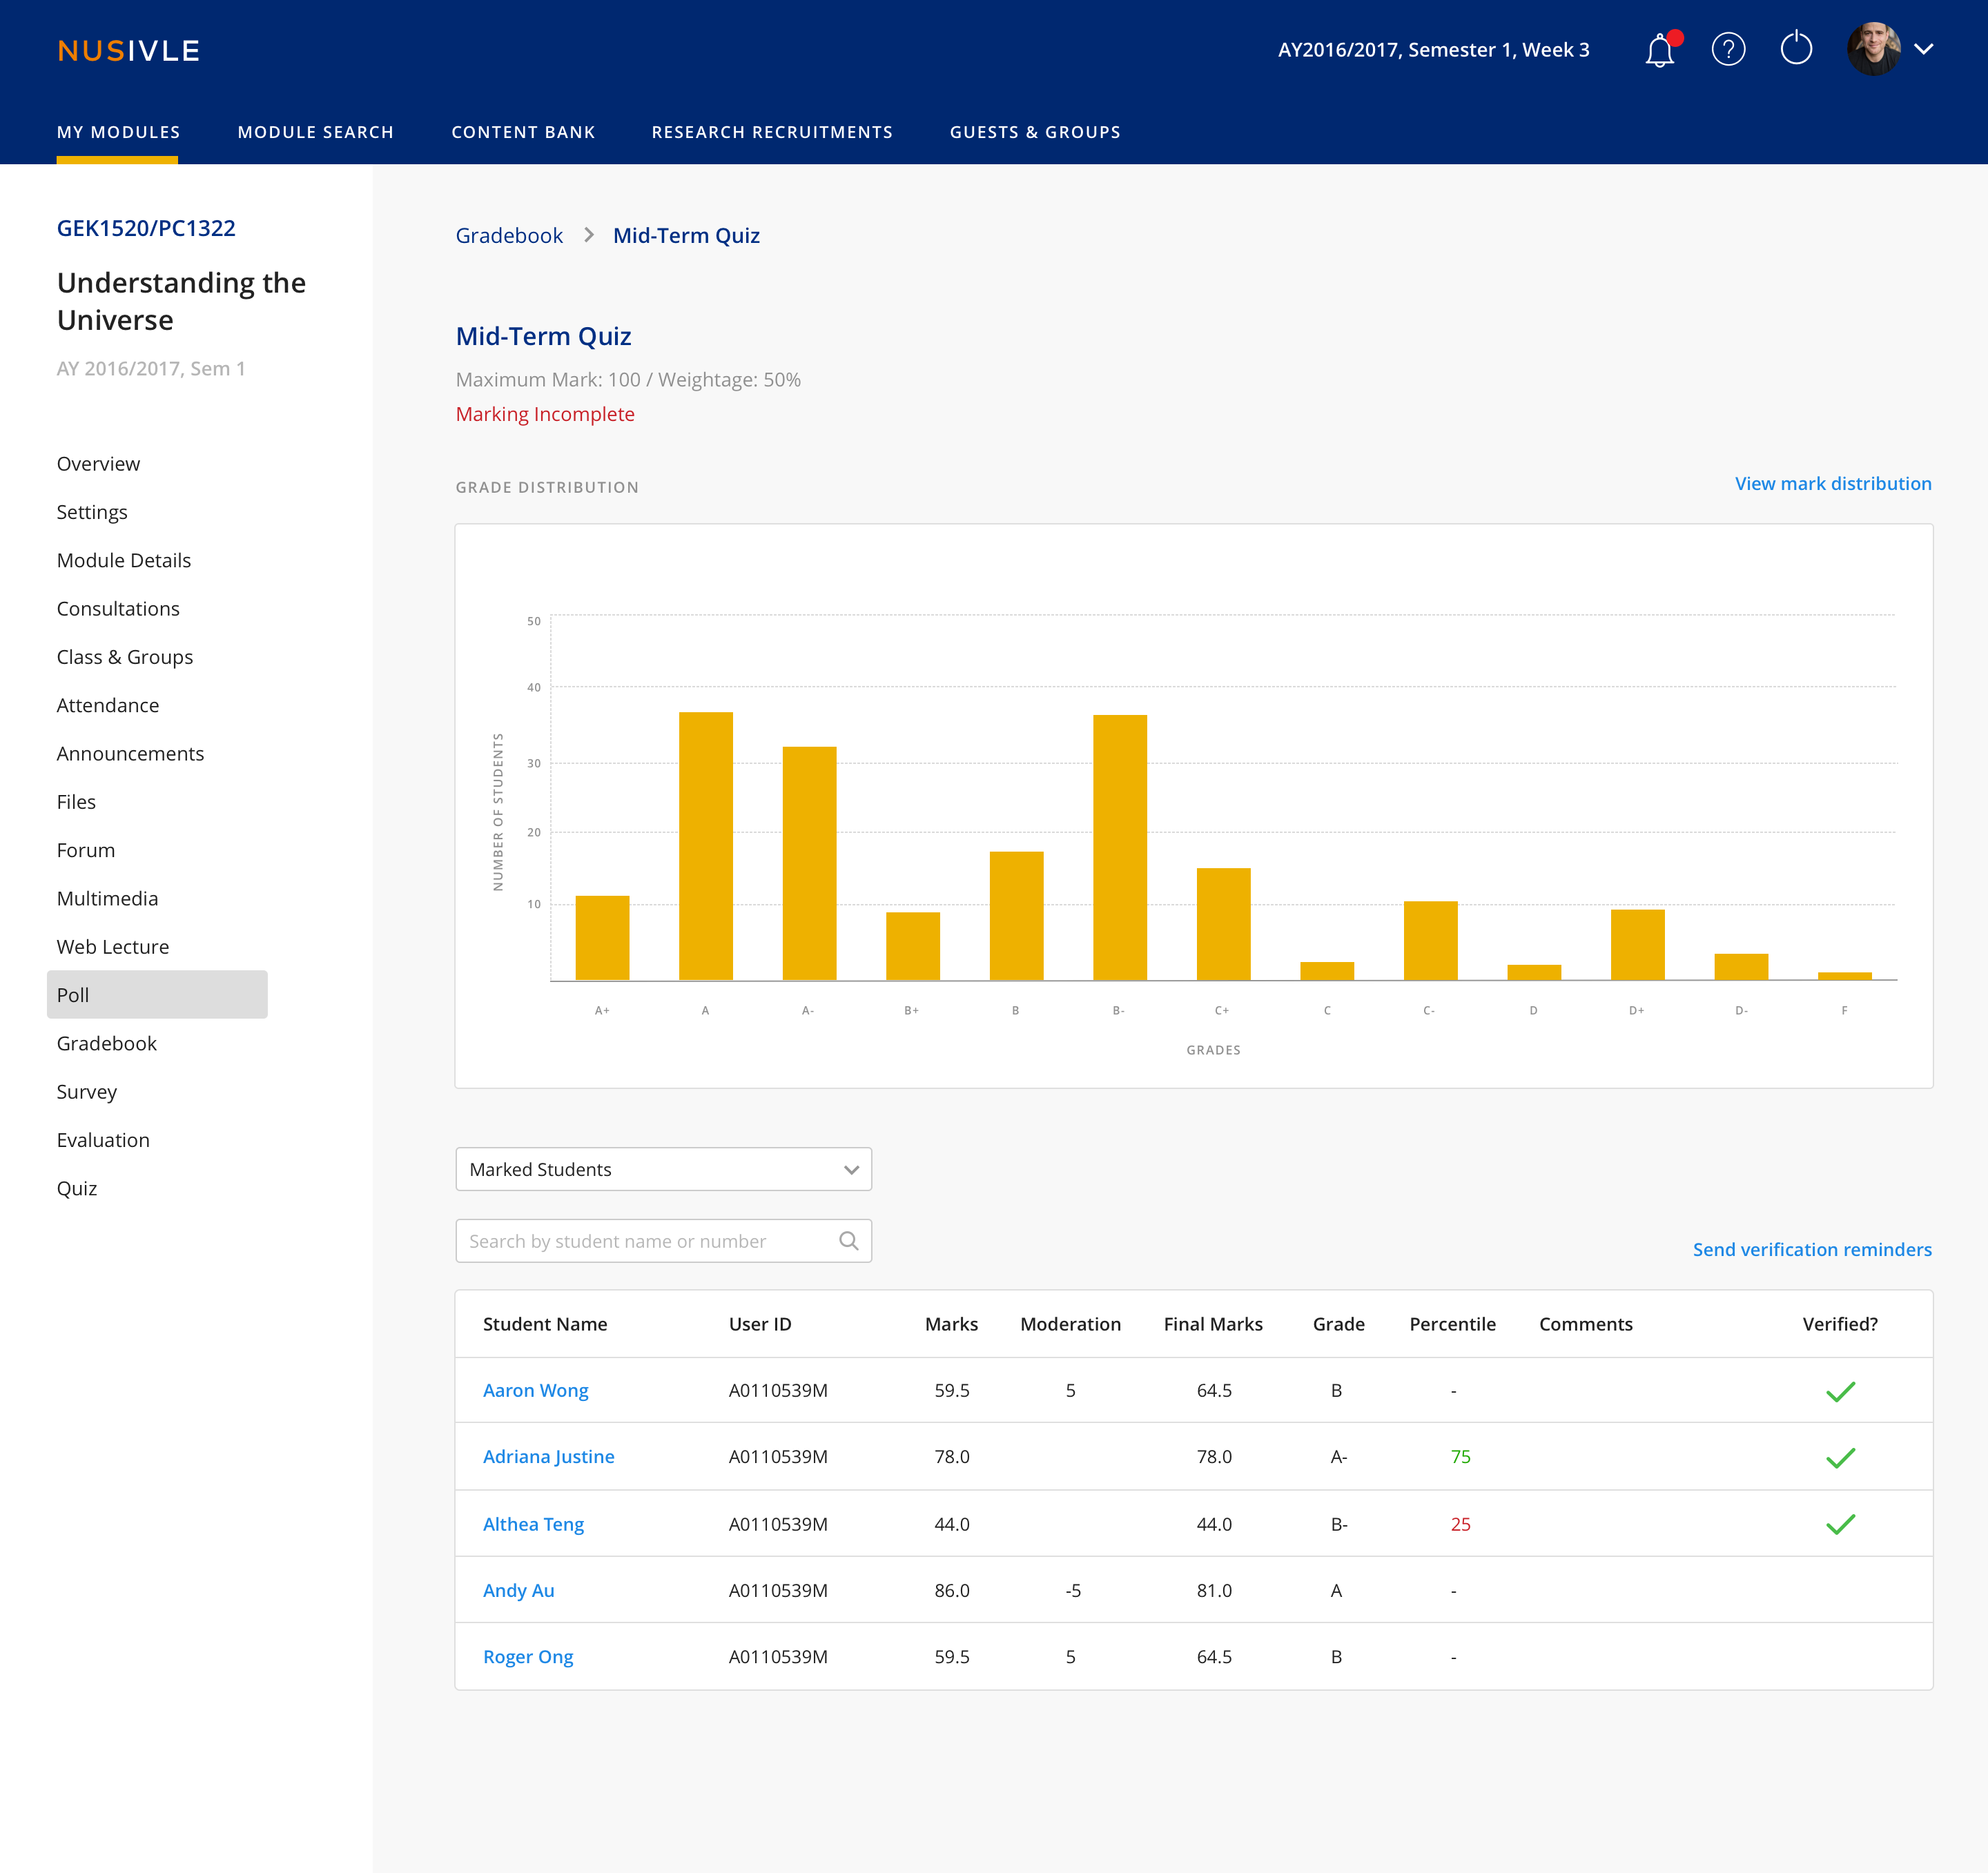 NUSIVLE
AY2016/2017, Semester 1, Week 3
MY MODULES
MODULE SEARCH
CONTENT BANK
RESEARCH RECRUITMENTS
GUESTS & GROUPS
GEK1520/PC1322
Understanding the
Universe
AY 2016/2017, Sem 1
Overview
Settings
Module Details
Consultations
Class & Groups
Attendance
Announcements
Files
Forum
Multimedia
Web Lecture
Poll
Gradebook
Survey
Evaluation
Quiz
Gradebook > Mid-Term Quiz
Mid-Term Quiz
Maximum Mark: 100 / Weightage: 50%
Marking Incomplete
GRADE DISTRIBUTION
View mark distribution
NUMBER OF STUDENTS
50
40
30
20
10
A+ A A- B+ B B- C+ C C- D D+ D- F
GRADES
Marked Students
Search by student name or number
Send verification reminders
Student Name User ID Marks Moderation Final Marks Grade Percentile Comments Verified?
Aaron Wong A0110539M 59.5 5 64.5 B -
Adriana Justine A0110539M 78.0 78.0 A- 75
Althea Teng A0110539M 44.0 44.0 B- 25
Andy Au A0110539M 86.0 -5 81.0 A -
Roger Ong A0110539M 59.5 5 64.5 B -